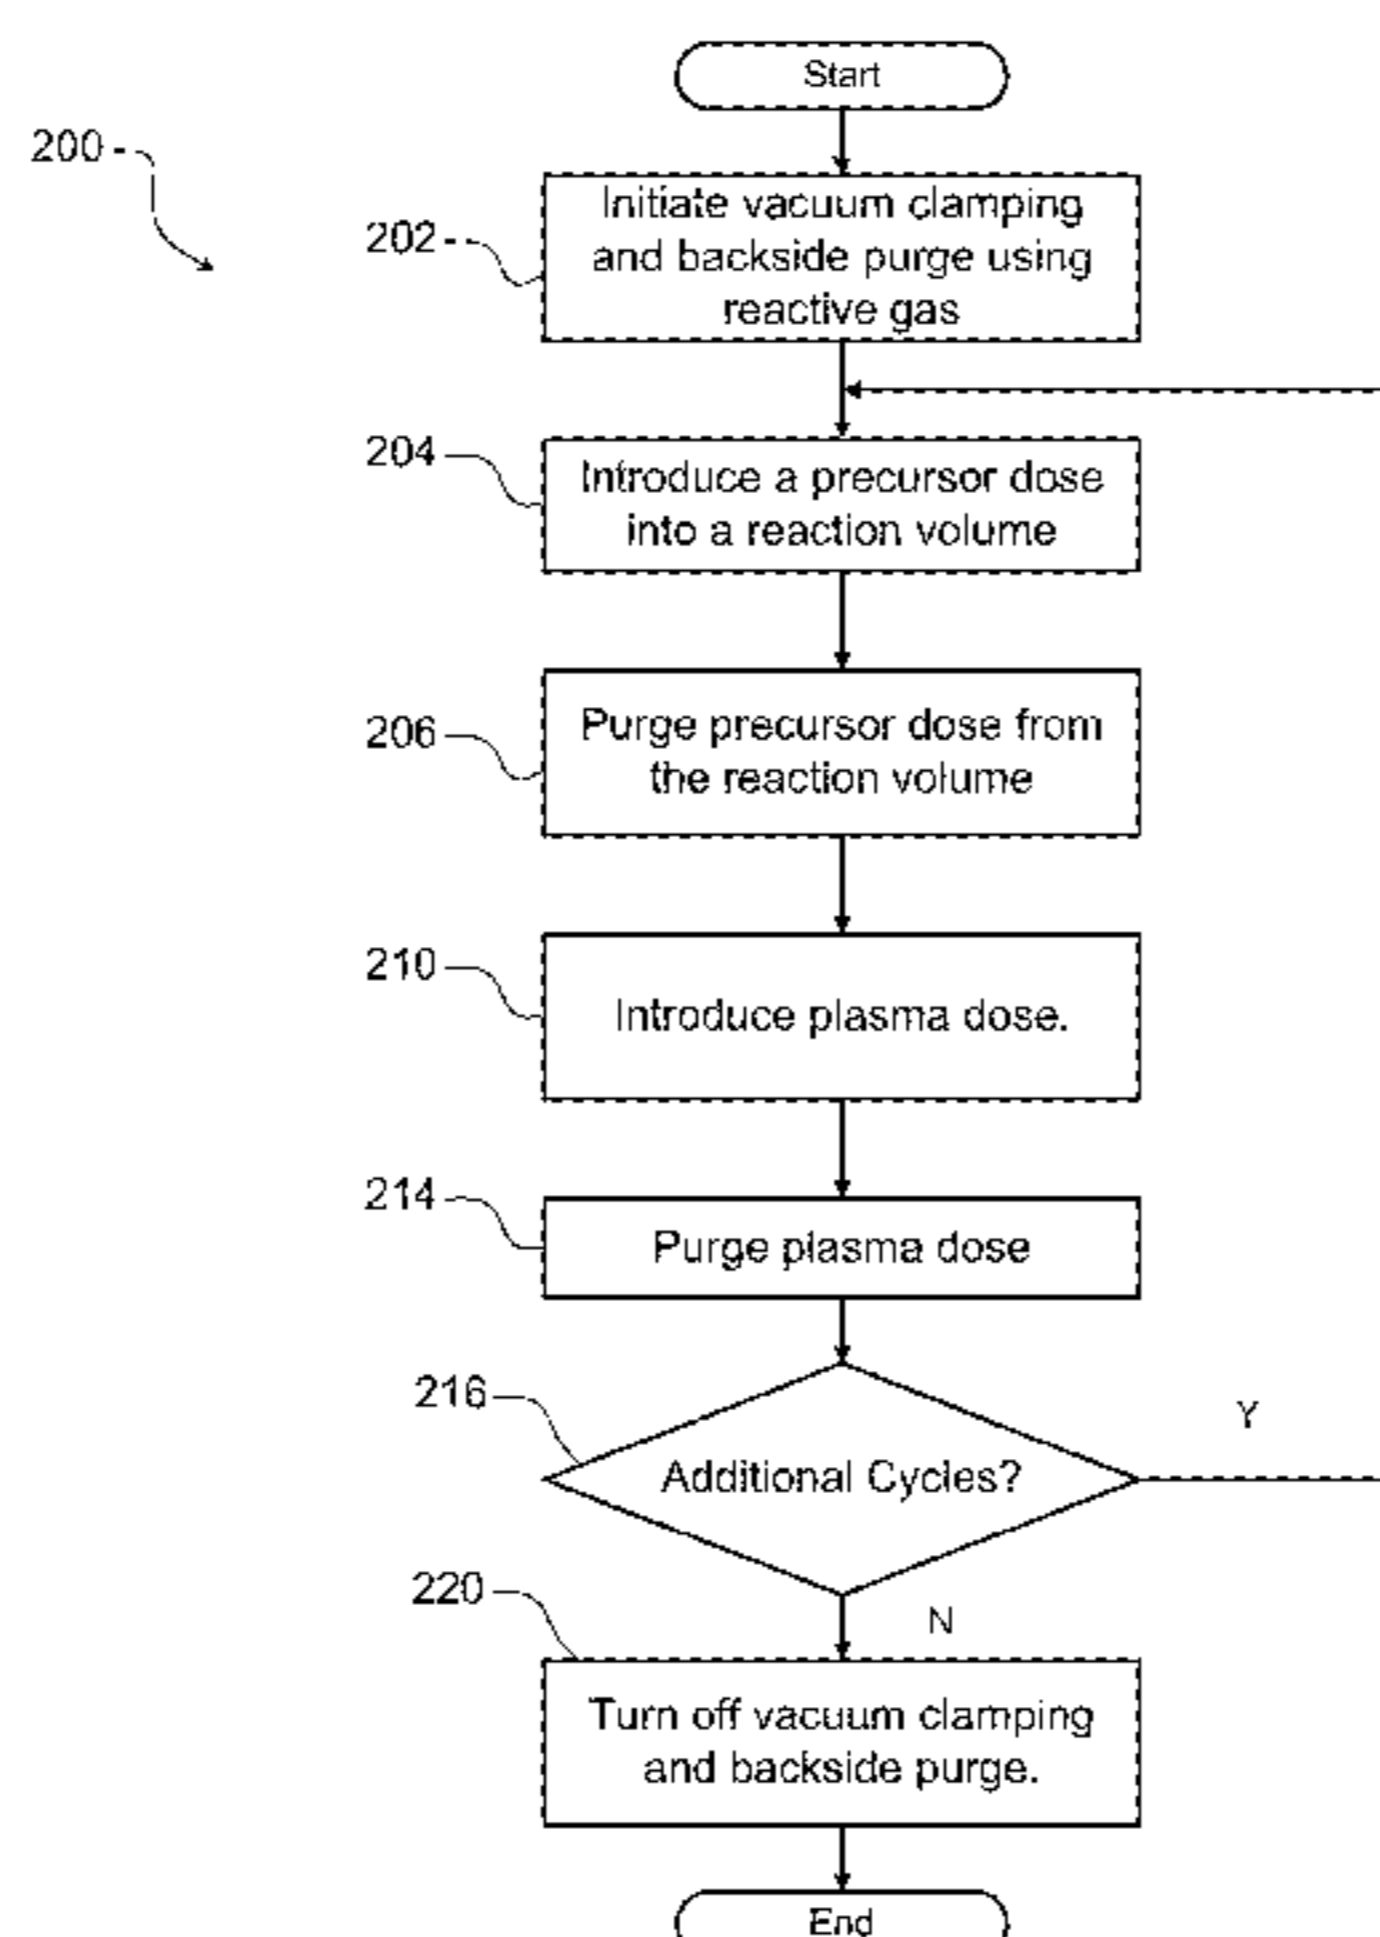 Start
200
202
Initiate vacuum clamping
and backside purge using
reactive gas
204
Introduce a precursor dose
into a reaction volume
206
Purge precursor dose from
the reaction volume
210
Introduce plasma dose.
214
Purge plasma dose
216
Additional Cycles?
Y
N
220
Turn off vacuum clamping
and backside purge.
End